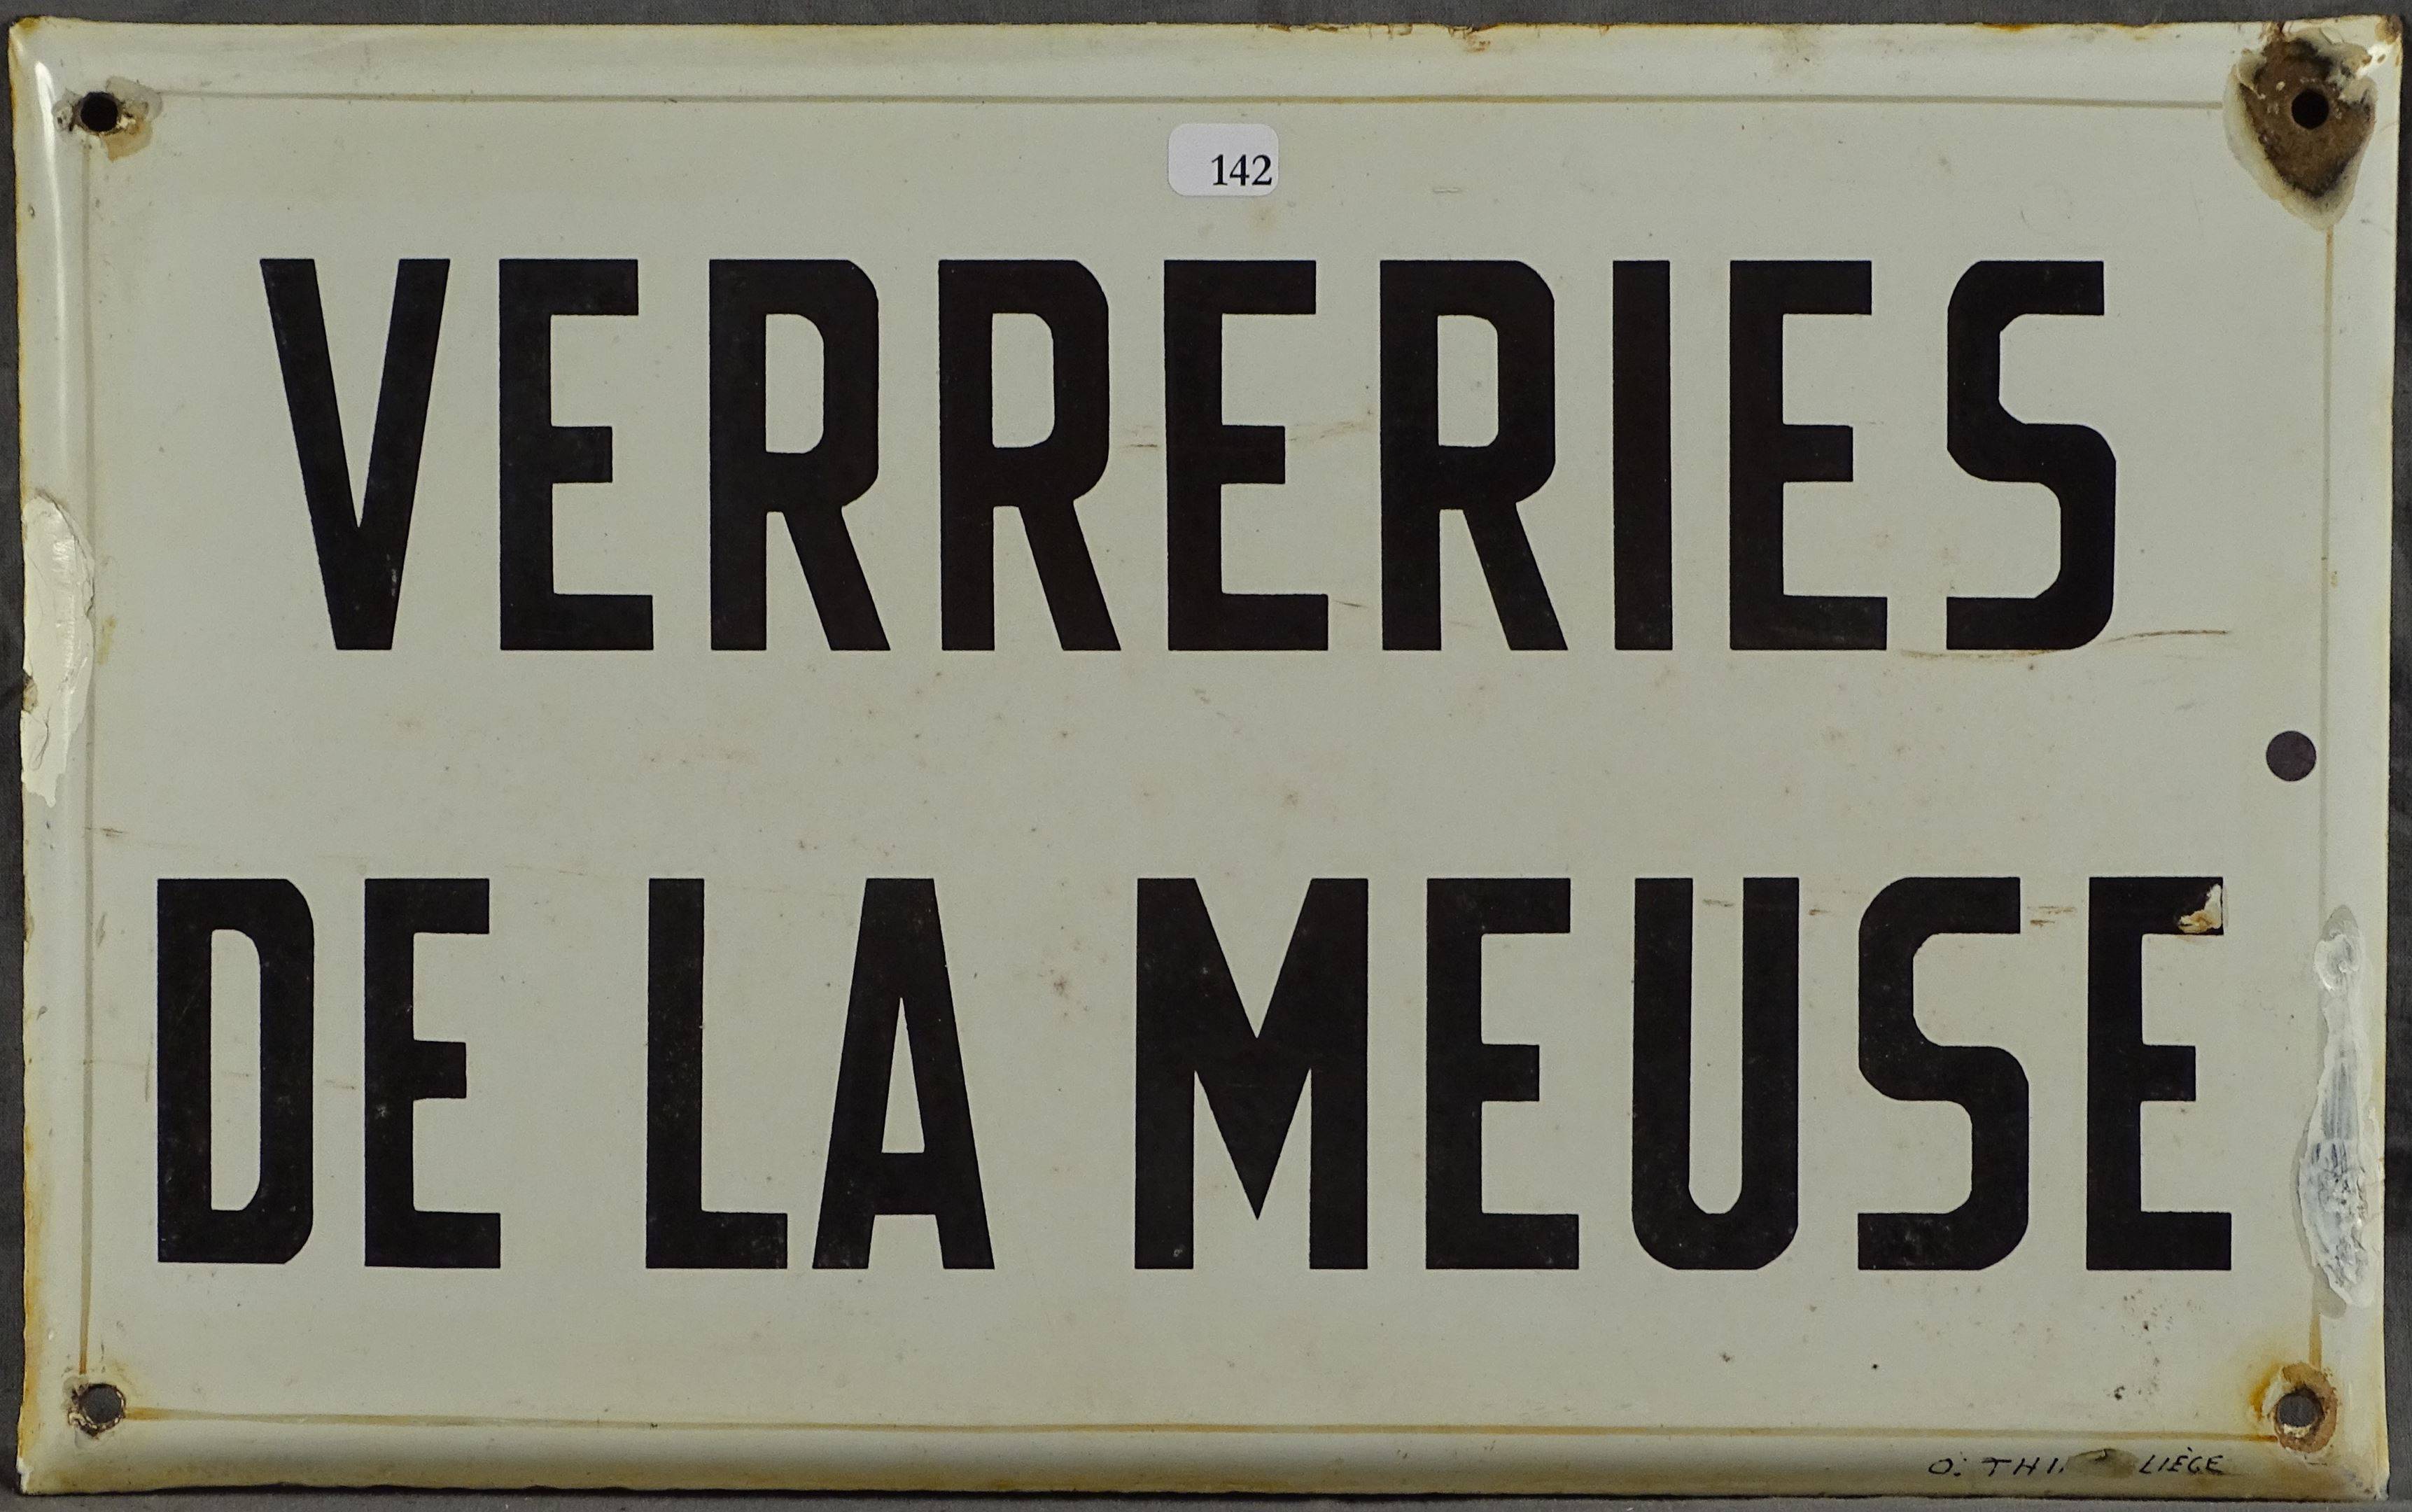 142
VERRERIES
DE LA MEUSE
LIÈGE